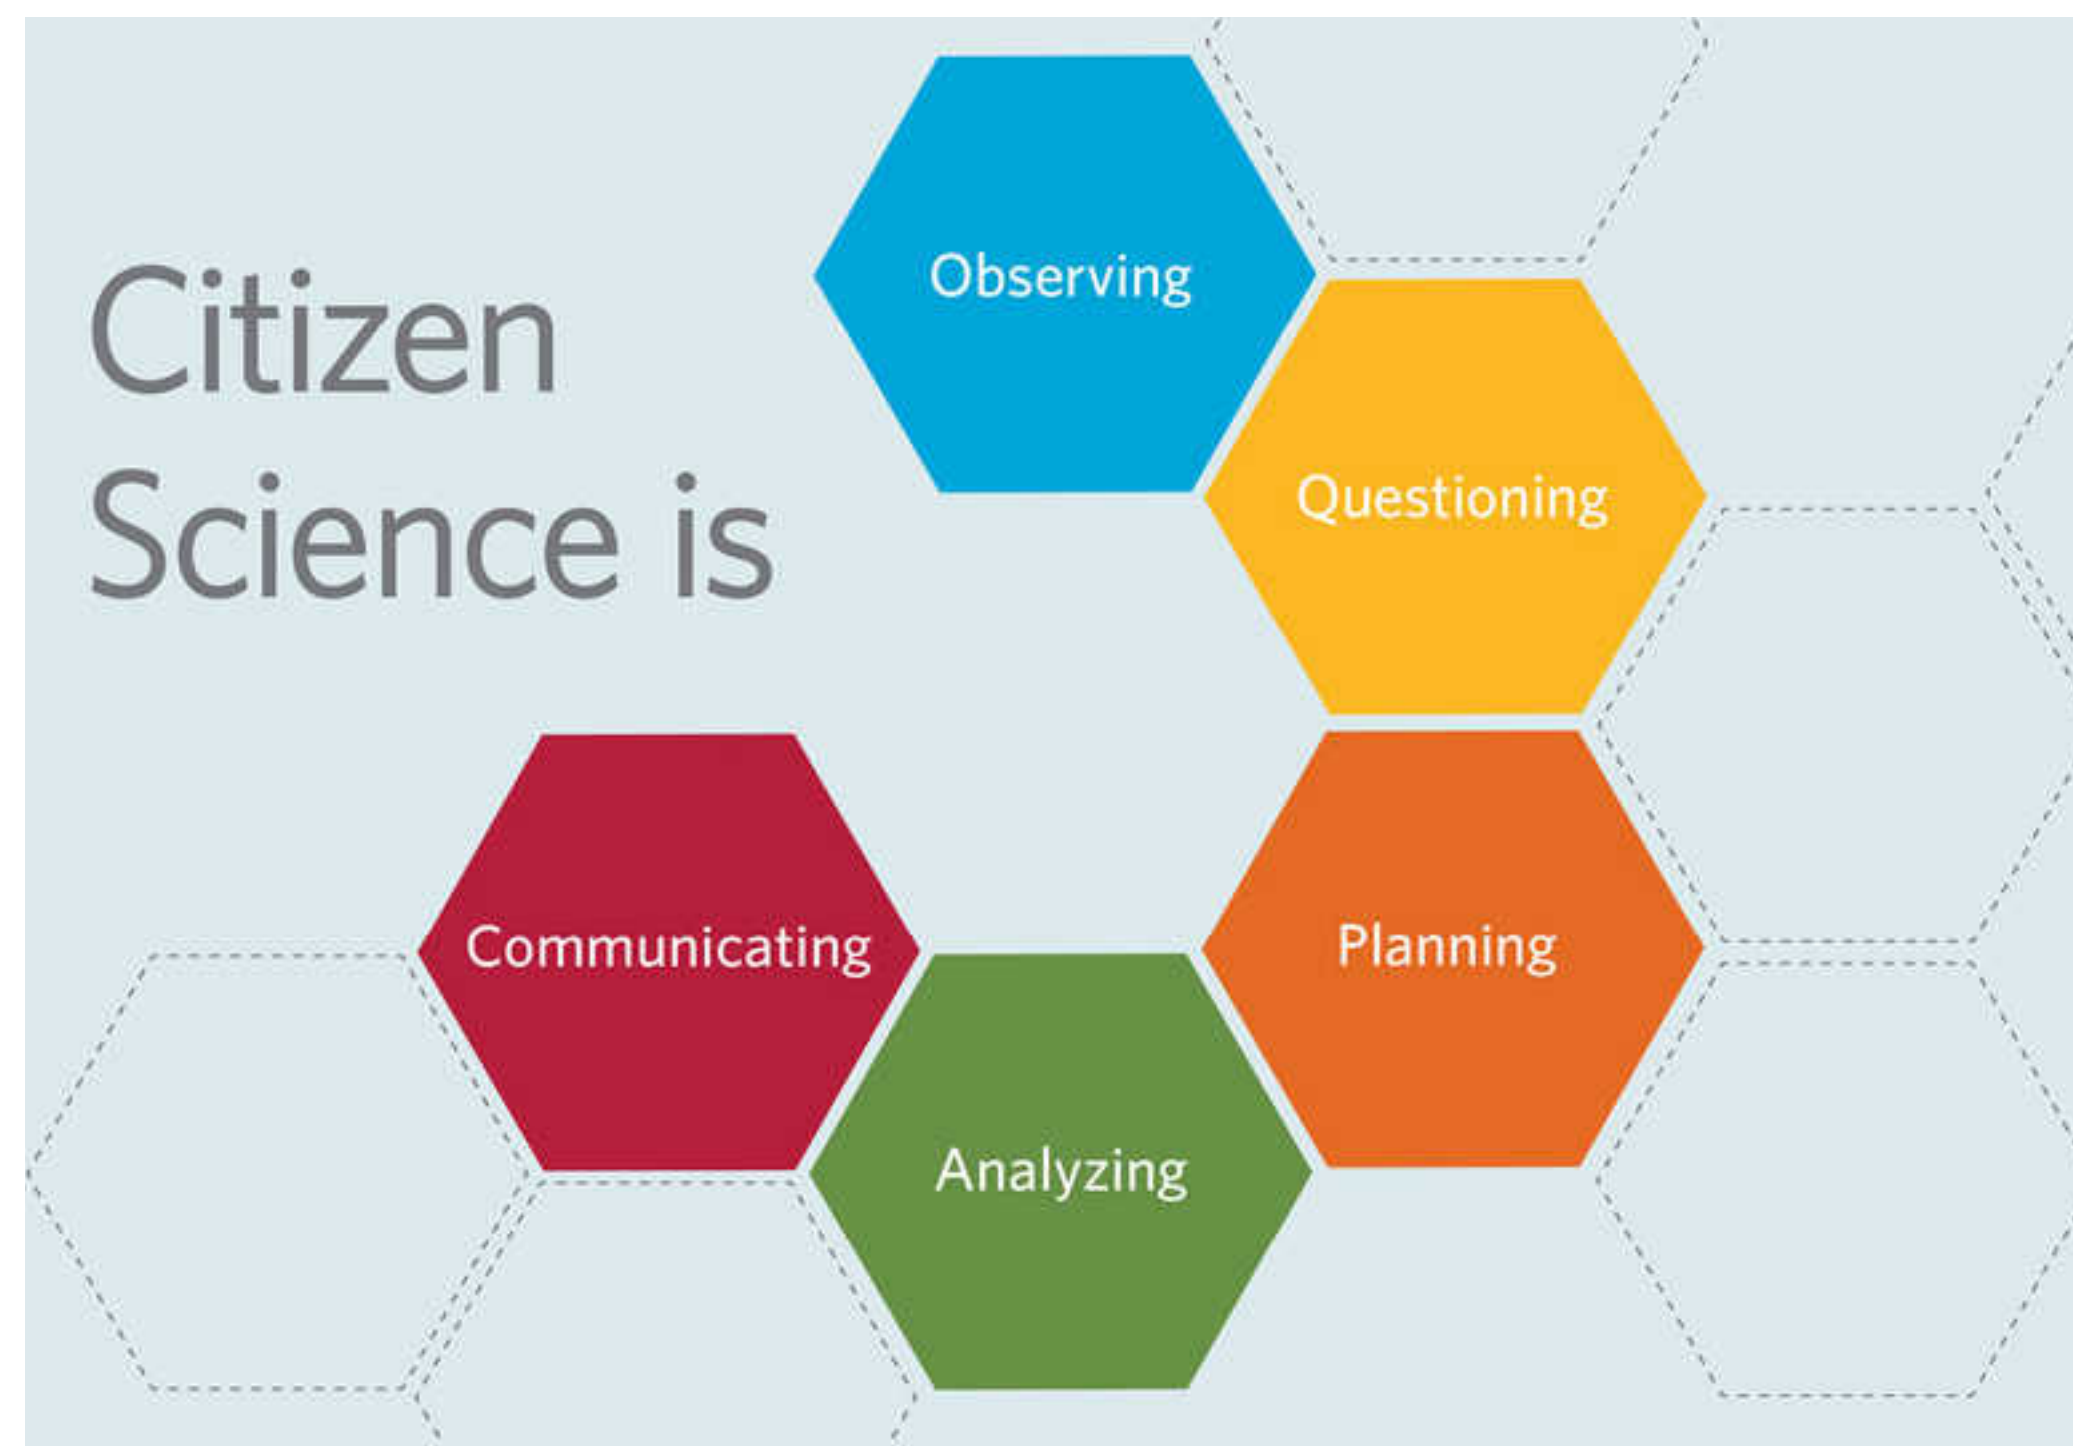 Citizen
Science is
Observing
Questioning
Planning
Analyzing
Communicating